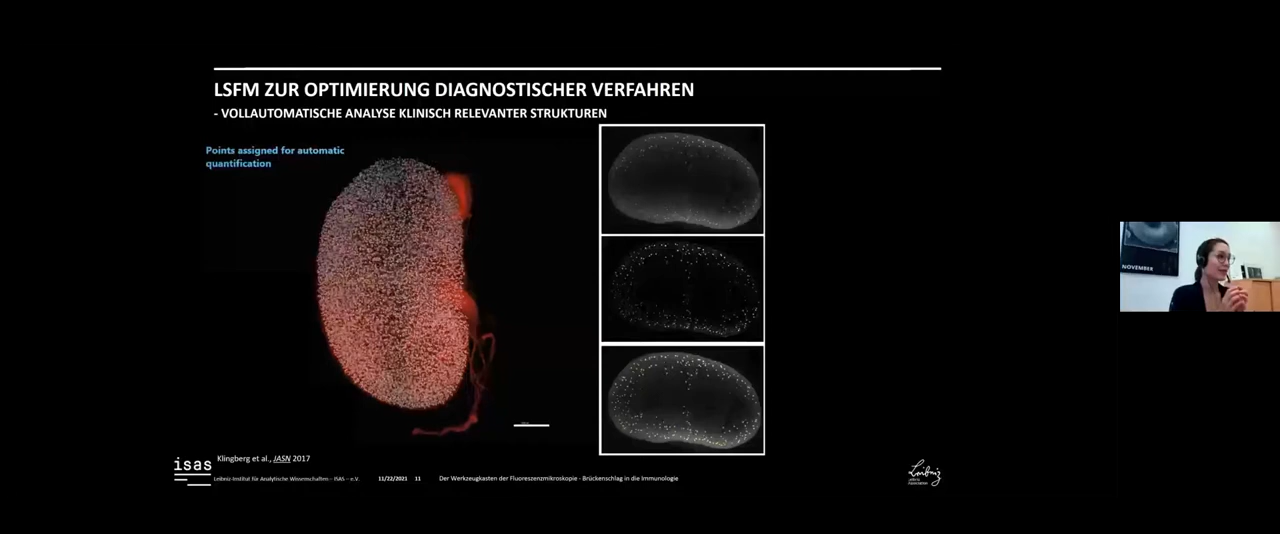 LSFM ZUR OPTIMIERUNG DIAGNOSTISCHER VERFAHREN
- VOLLAUTOMATISCHE ANALYSE KLINISCH RELEVANTER STRUKTUREN
Points assigned for automatic
quantification
NOVEMBER
Klingberg et al., JASN 2017
isas
Leibniz-Institut für Analytische Wissenschaften – ISAS – e.V.
11/22/2021 11
Der Werkzeugkasten der Fluoreszenzmikroskopie - Brückenschlag in die Immunologie
Leibniz